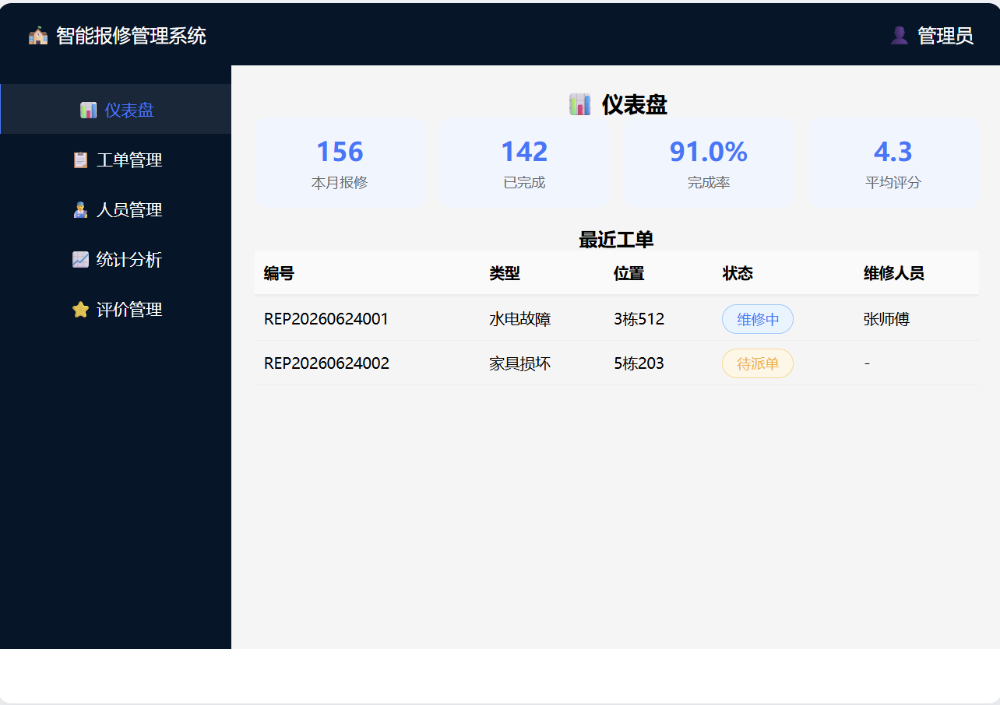 智能报修管理系统
管理员
仪表盘
工单管理
人员管理
统计分析
评价管理
仪表盘
156
本月报修
142
已完成
91.0%
完成率
4.3
平均评分
最近工单
编号 类型 位置 状态 维修人员
REP20260624001 水电故障 3栋512 维修中 张师傅
REP20260624002 家具损坏 5栋203 待派单 -